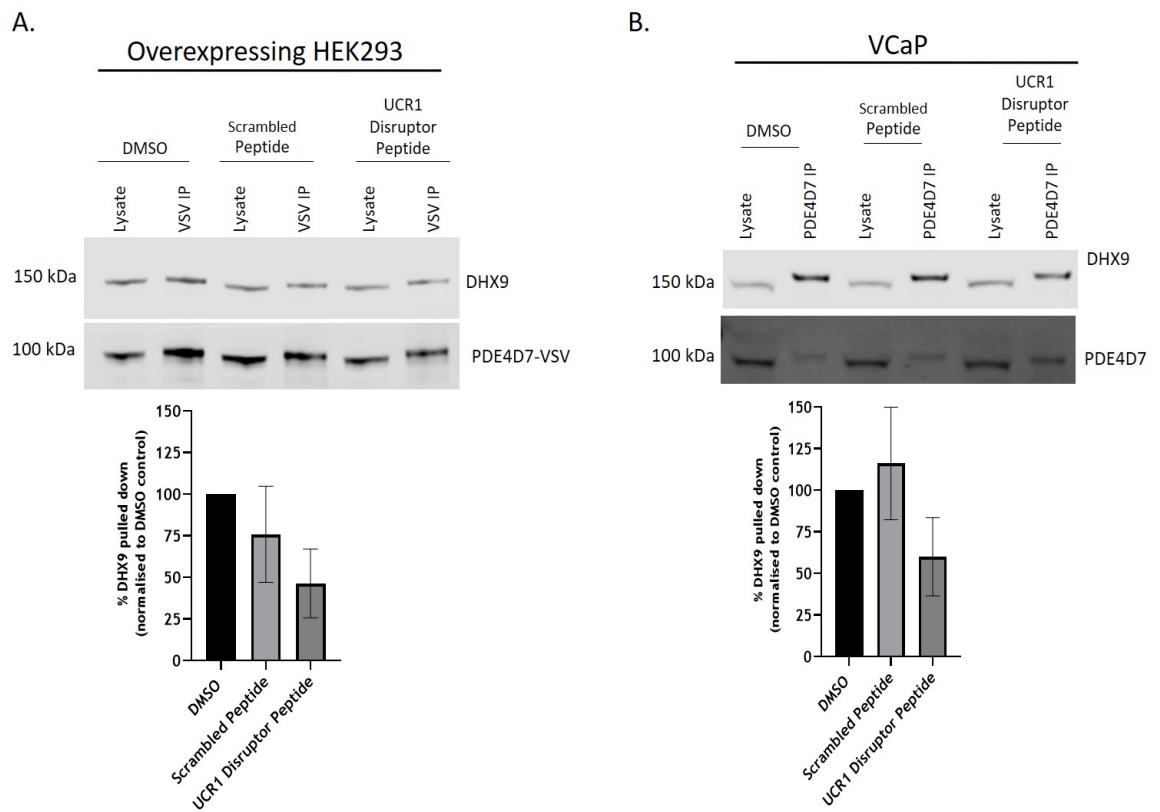 A.
Overexpressing HEK293
DMSO
Scrambled
Peptide
UCR1
Disruptor
Peptide
Lysate
VSV IP
Lysate
VSV IP
Lysate
VSV IP
150 kDa
DHX9
100 kDa
PDE4D7-VSV
% DHX9 pulled down
(normalised to DMSO control)
150
125
100
75
50
25
0
DMSO
Scrambled Peptide
UCR1 Disruptor Peptide
B.
VCaP
DMSO
Scrambled
Peptide
UCR1
Disruptor
Peptide
Lysate
PDE4D7 IP
Lysate
PDE4D7 IP
Lysate
PDE4D7 IP
DHX9
150 kDa
100 kDa
PDE4D7
% DHX9 pulled down
(normalised to DMSO control)
150
125
100
75
50
25
0
DMSO
Scrambled Peptide
UCR1 Disruptor Peptide